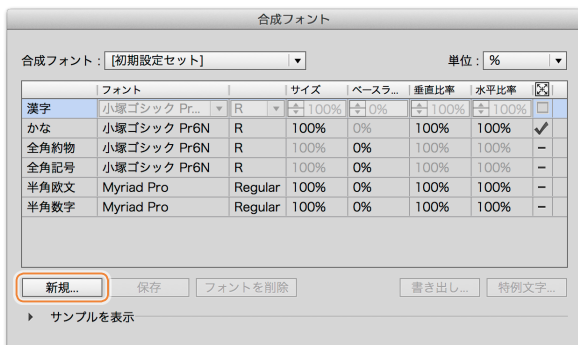 合成フォント
合成フォント : [初期設定セット] 単位 : %
フォント サイズ ベースラ... 垂直比率 水平比率
漢字 小塚ゴシック Pr... R 100% 0% 100% 100%
かな 小塚ゴシック Pr6N R 100% 0% 100% 100%
全角約物 小塚ゴシック Pr6N R 100% 0% 100% 100% −
全角記号 小塚ゴシック Pr6N R 100% 0% 100% 100% −
半角欧文 Myriad Pro Regular 100% 0% 100% 100% −
半角数字 Myriad Pro Regular 100% 0% 100% 100% −
新規... 保存 フォントを削除 書き出し... 特例文字...
サンプルを表示